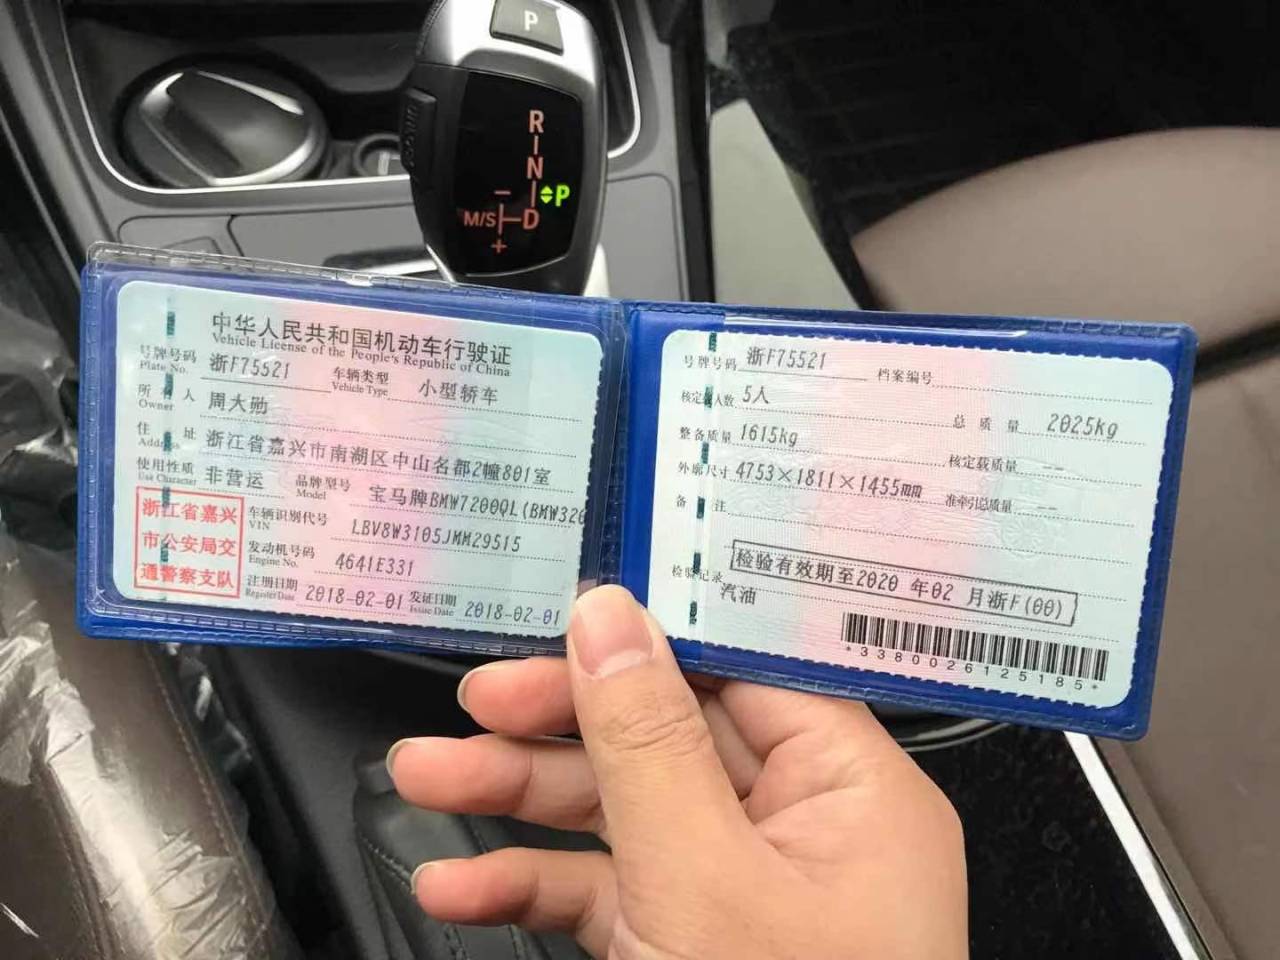 P
R
N
P
M/S
D
中华人民共和国机动车行驶证
Vehicle License of the People's Republic of China
号牌号码 浙F75521 车辆类型 小型轿车
Plate No. Vehicle Type
所有人 周大勋
Owner
住址 浙江省嘉兴市南湖区中山名都2幢801室
Address
使用性质 非营运 品牌型号 宝马牌BMW7200QL(BMW320
Use Character Model
浙江省嘉兴
市公安局交
通警察支队
车辆识别代号 LBV8W3105JMM29515
VIN
发动机号码 4641E331
Engine No.
注册日期 2018-02-01 发证日期 2018-02-01
Register Date Issue Date
号牌号码 浙F75521 档案编号
核定载人数 5人 总质量 2025kg
整备质量 1615kg 核定载质量 --
外廓尺寸 4753×1811×1455mm 准牵引总质量 --
备注
检验有效期至2020 年02 月浙F(00)
检验记录 汽油
*3380026125185*